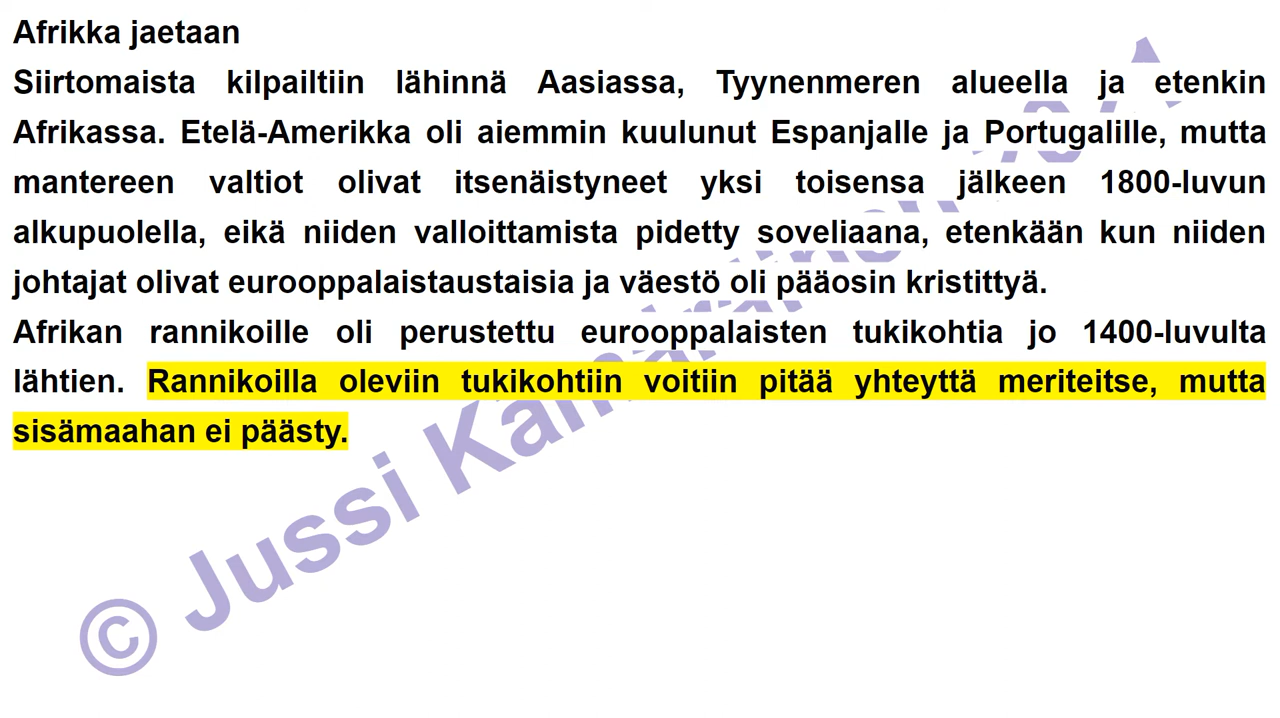 Afrikka jaetaan
Siirtomaista kilpailtiin lähinnä Aasiassa, Tyynenmeren alueella ja etenkin
Afrikassa. Etelä-Amerikka oli aiemmin kuulunut Espanjalle ja Portugalille, mutta
mantereen valtiot olivat itsenäistyneet yksi toisensa jälkeen 1800-luvun
alkupuolella, eikä niiden valloittamista pidetty soveliaana, etenkään kun niiden
johtajat olivat eurooppalaistaustaisia ja väestö oli pääosin kristittyä.
Afrikan rannikoille oli perustettu eurooppalaisten tukikohtia jo 1400-luvulta
lähtien. Rannikoilla oleviin tukikohtiin voitiin pitää yhteyttä meriteitse, mutta
sisämaahan ei päästy.
© Jussi